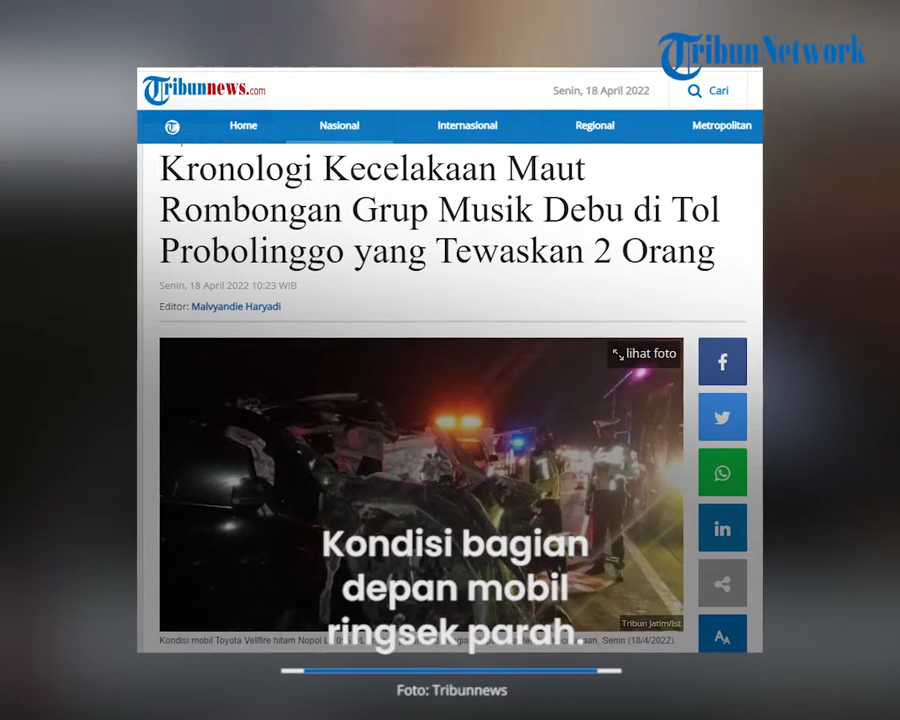 TribunNetwork
Tribunnews.com
Senin, 18 April 2022
Cari
Home Nasional Internasional Regional Metropolitan
Kronologi Kecelakaan Maut
Rombongan Grup Musik Debu di Tol
Probolinggo yang Tewaskan 2 Orang
Senin, 18 April 2022 10:23 WIB
Editor: Malvyandie Haryadi
lihat foto
Kondisi bagian
depan mobil
ringsek parah.
Tribun Jatim/Ist
Kondisi mobil Toyota Vellfire hitam Nopol Senin (18/4/2022).
AA
Foto: Tribunnews